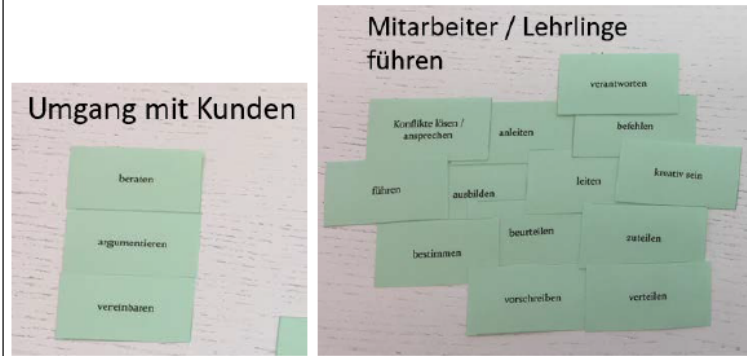 Umgang mit Kunden
beraten
argumentieren
vereinbaren
Mitarbeiter / Lehrlinge
führen
verantworten
Konflikte lösen /
ansprechen
anleiten
befehlen
führen
ausbilden
leiten
kreativ sein
bestimmen
beurteilen
zuteilen
vorschreiben
verteilen